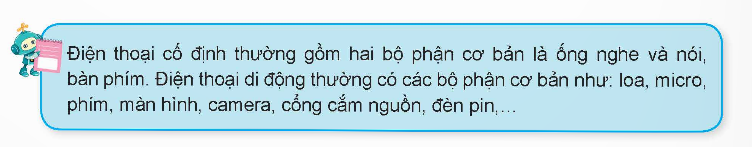 Điện thoại cố định thường gồm hai bộ phận cơ bản là ống nghe và nói,
bàn phím. Điện thoại di động thường có các bộ phận cơ bản như: loa, micro,
phím, màn hình, camera, cổng cắm nguồn, đèn pin,...